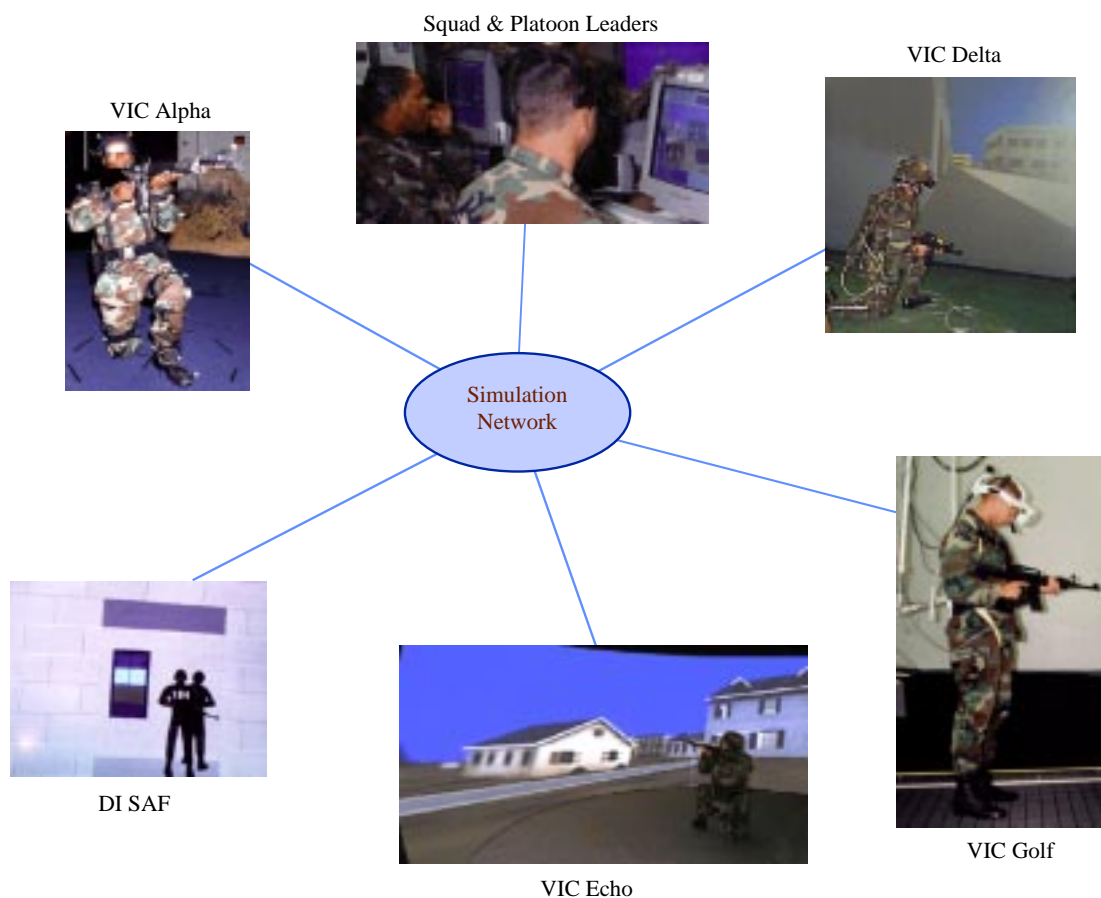 Squad & Platoon Leaders
VIC Delta
VIC Alpha
Simulation
Network
DI SAF
VIC Golf
VIC Echo